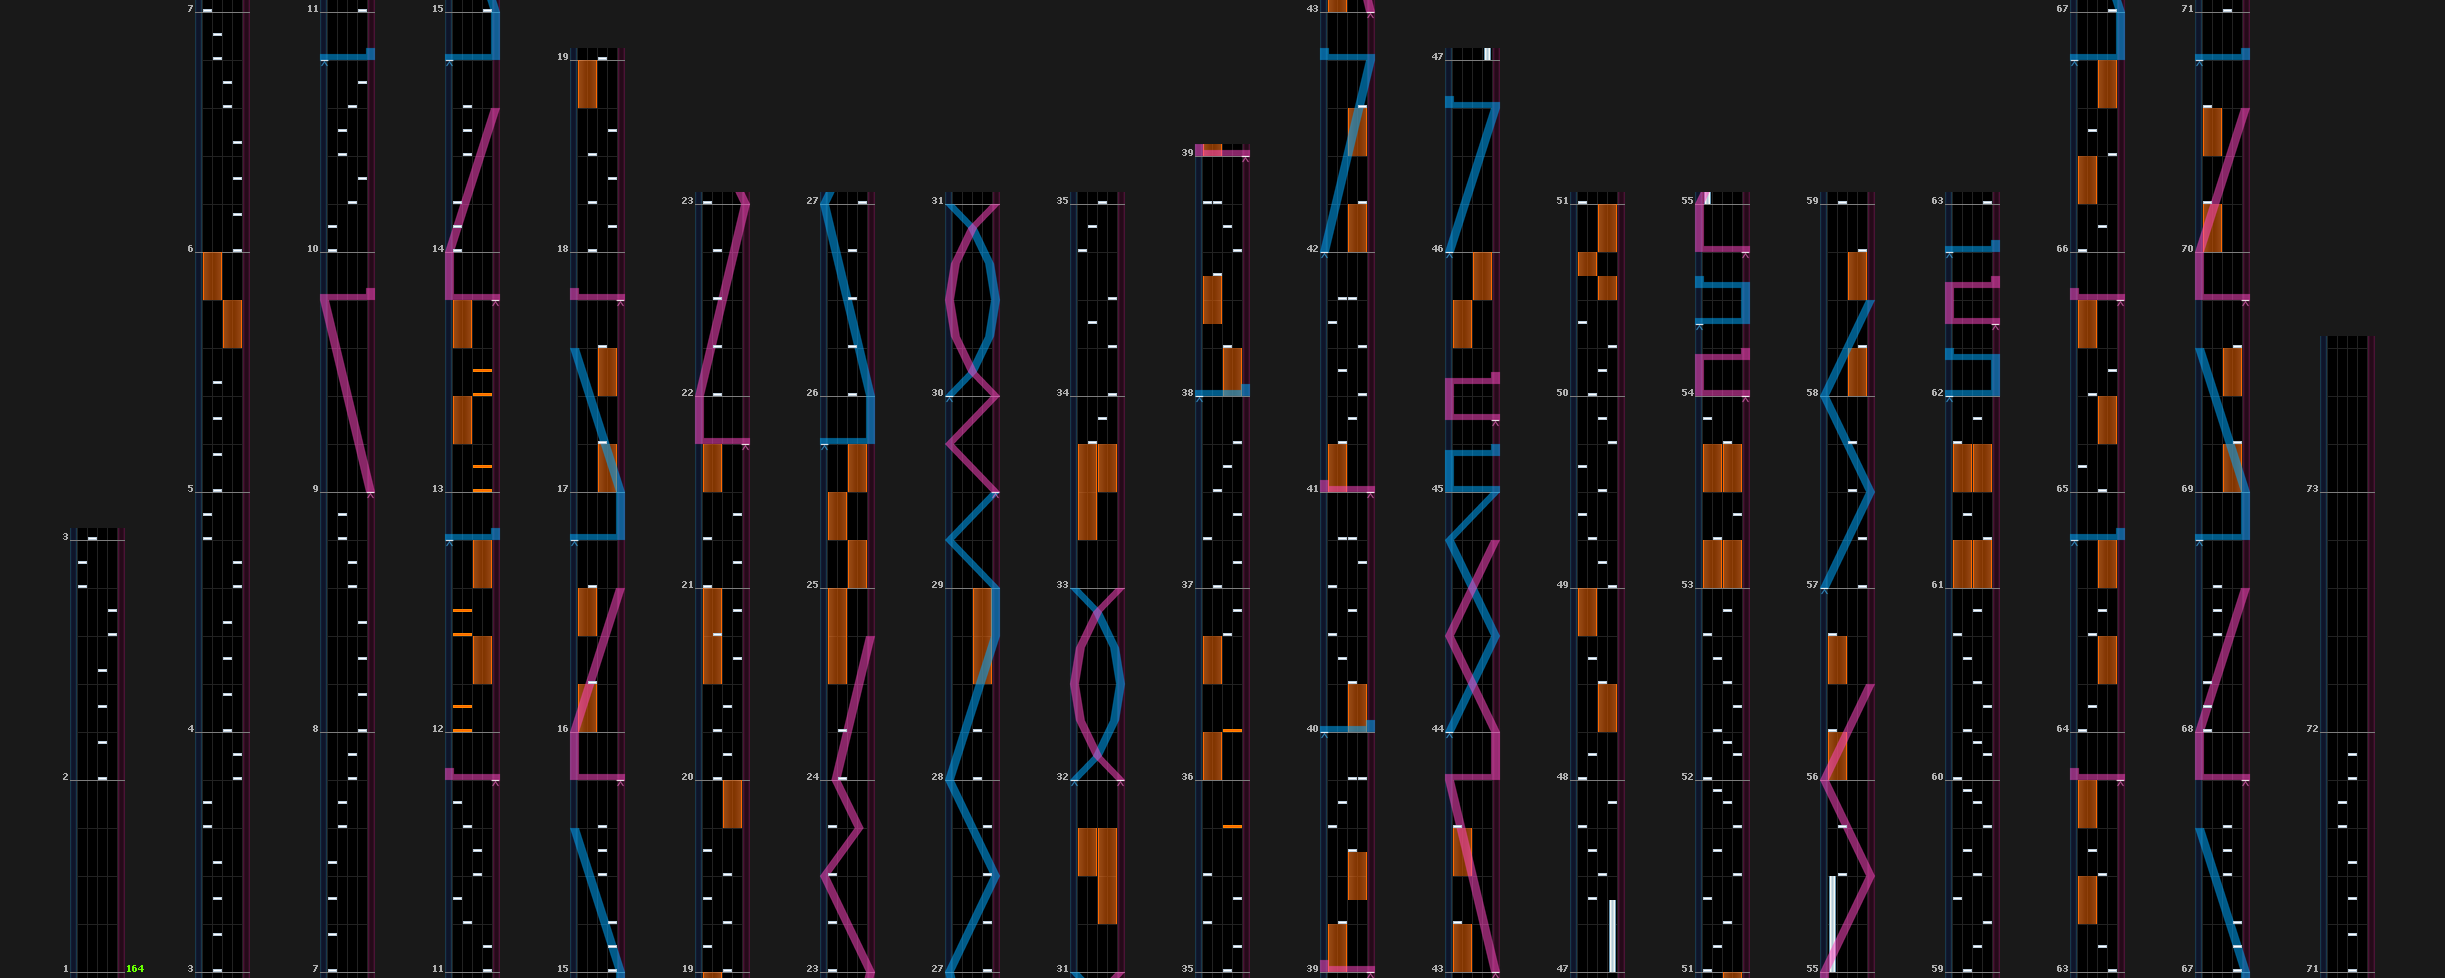 7 11 15 43 67 71
19 47
39
23 27 31 35 51 55 59 63
6 10 14 18 42 46 66 70
22 26 30 34 38 50 54 58 62
5 9 13 17 41 45 65 69 73
3
21 25 29 33 37 49 53 57 61
4 8 12 16 40 44 64 68 72
2 20 24 28 32 36 48 52 56 60
1 164 3 7 11 15 19 23 27 31 35 39 43 47 51 55 59 63 67 71